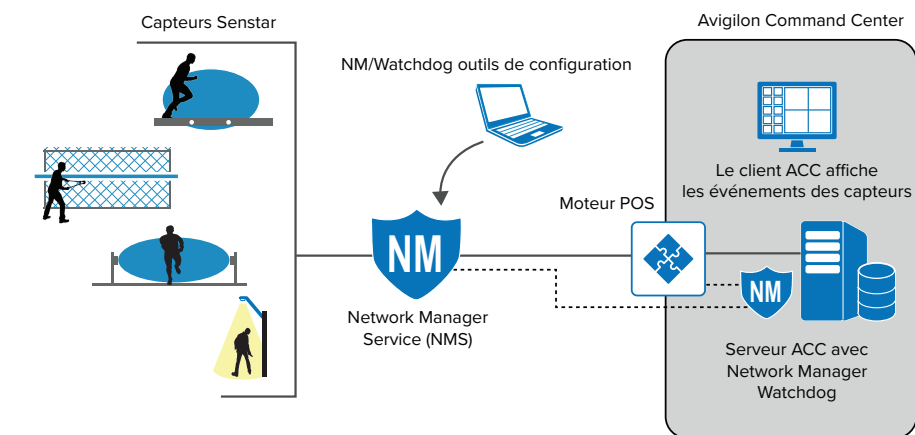 Capteurs Senstar
Avigilon Command Center
NM/Watchdog outils de configuration
Le client ACC affiche
les événements des capteurs
Moteur POS
NM
NM
Network Manager
Service (NMS)
Serveur ACC avec
Network Manager
Watchdog